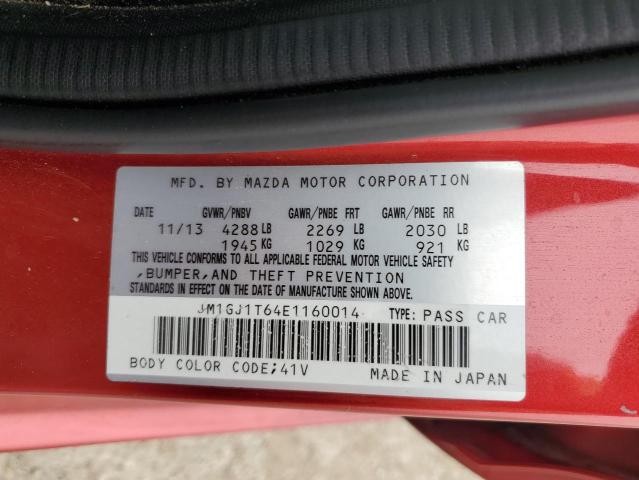 MFD. BY MAZDA MOTOR CORPORATION
DATE GVWR/PNBV GAWR/PNBE FRT GAWR/PNBE RR
11/13 4288 LB 2269 LB 2030 LB
1945 KG 1029 KG 921 KG
THIS VEHICLE CONFORMS TO ALL APPLICABLE FEDERAL MOTOR VEHICLE SAFETY
,BUMPER,AND THEFT PREVENTION
STANDARDS IN EFFECT ON THE DATE OF MANUFACTURE SHOWN ABOVE.
JM1GJ1T64E1160014 TYPE: PASS CAR
BODY COLOR CODE;41V MADE IN JAPAN